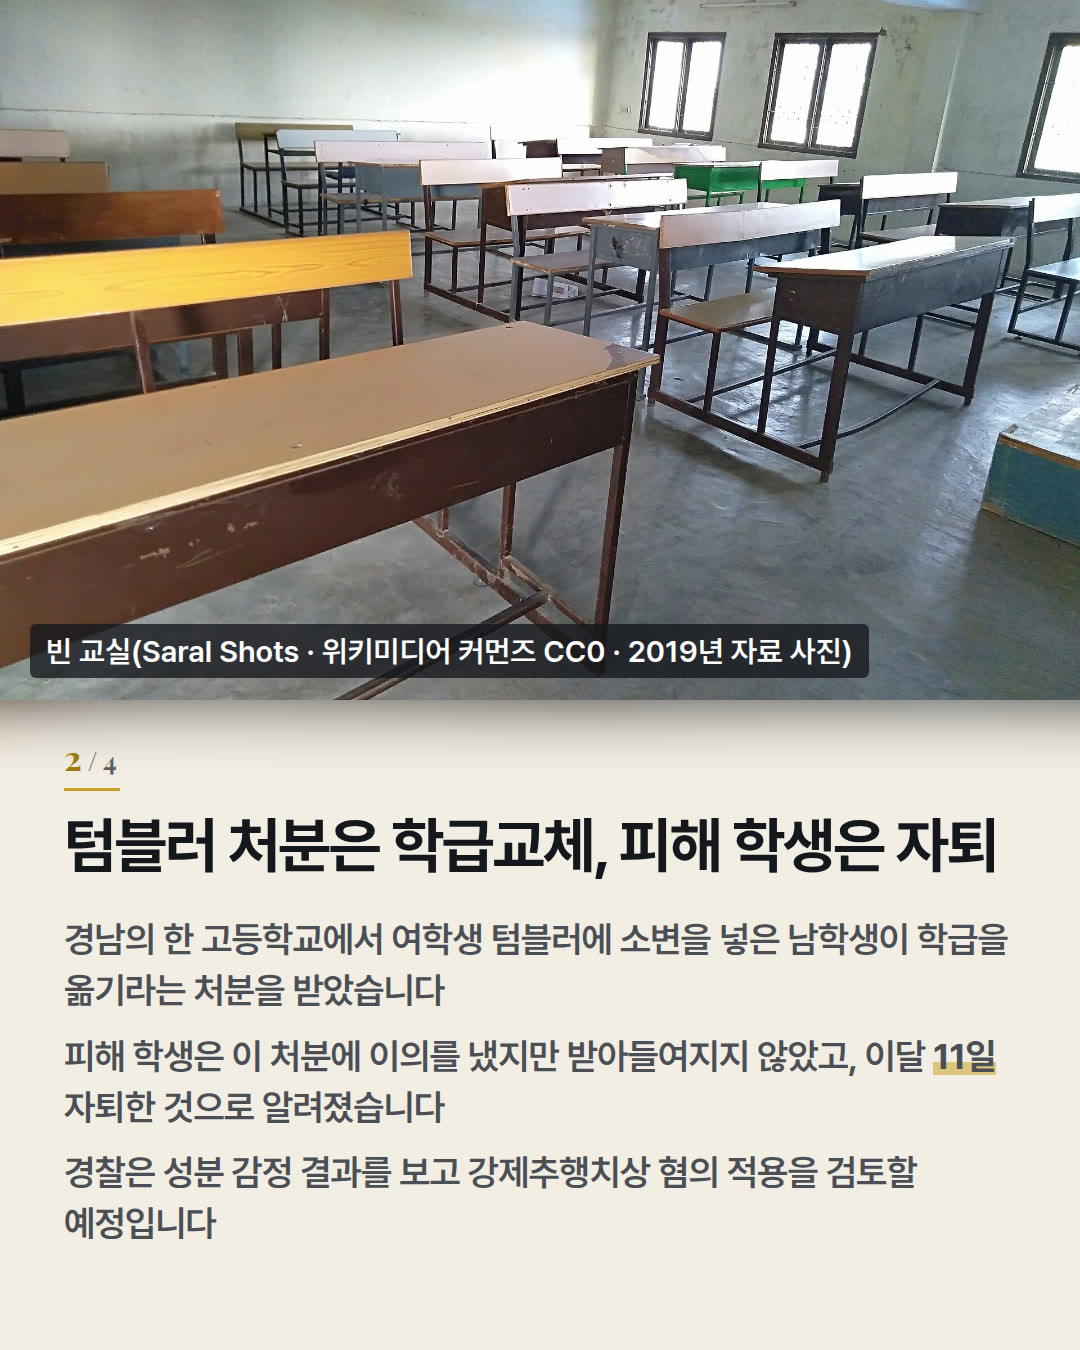 빈 교실(Saral Shots · 위키미디어 커먼즈 CC0 · 2019년 자료 사진)
2 / 4
텀블러 처분은 학급교체, 피해 학생은 자퇴
경남의 한 고등학교에서 여학생 텀블러에 소변을 넣은 남학생이 학급을
옮기라는 처분을 받았습니다
피해 학생은 이 처분에 이의를 냈지만 받아들여지지 않았고, 이달 11일
자퇴한 것으로 알려졌습니다
경찰은 성분 감정 결과를 보고 강제추행치상 혐의 적용을 검토할
예정입니다